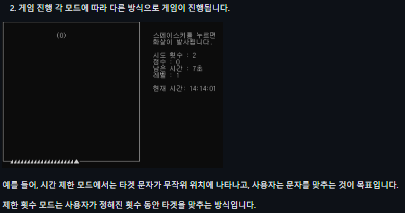 2. 게임 진행 각 모드에 따라 다른 방식으로 게임이 진행됩니다.
(O)
스페이스키를 누르면
화살이 발사됩니다.
시도 횟수 : 2
점수 : 0
남은 시간 : 7초
레벨 : 1
현재 시간: 14:14:01
예를 들어, 시간 제한 모드에서는 타겟 문자가 무작위 위치에 나타나고, 사용자는 문자를 맞추는 것이 목표입니다.
제한 횟수 모드는 사용자가 정해진 횟수 동안 타겟을 맞추는 방식입니다.